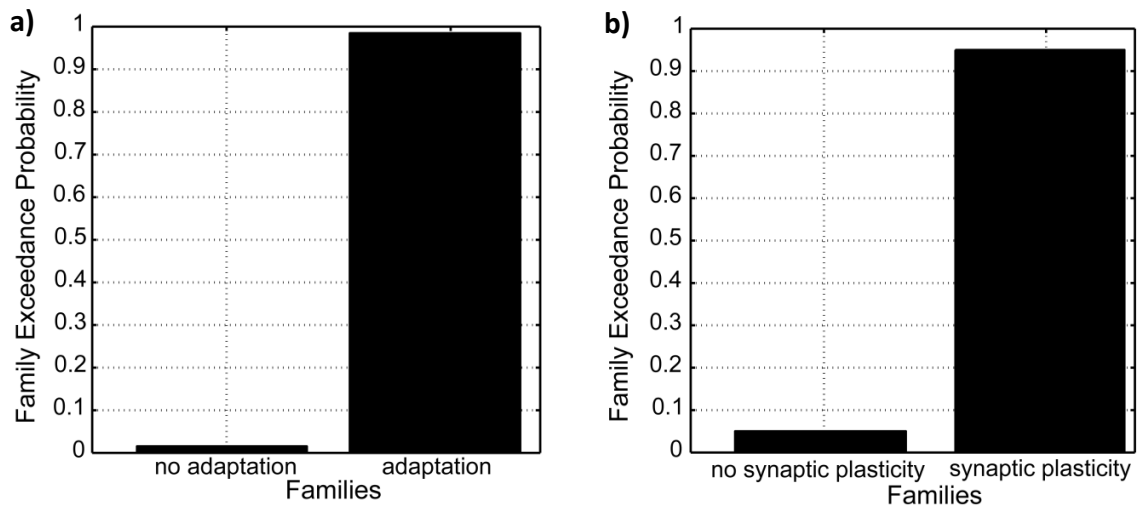 a)
Family Exceedance Probability
1
0.9
0.8
0.7
0.6
0.5
0.4
0.3
0.2
0.1
0
no adaptation adaptation
Families
b)
Family Exceedance Probability
1
0.9
0.8
0.7
0.6
0.5
0.4
0.3
0.2
0.1
0
no synaptic plasticity synaptic plasticity
Families